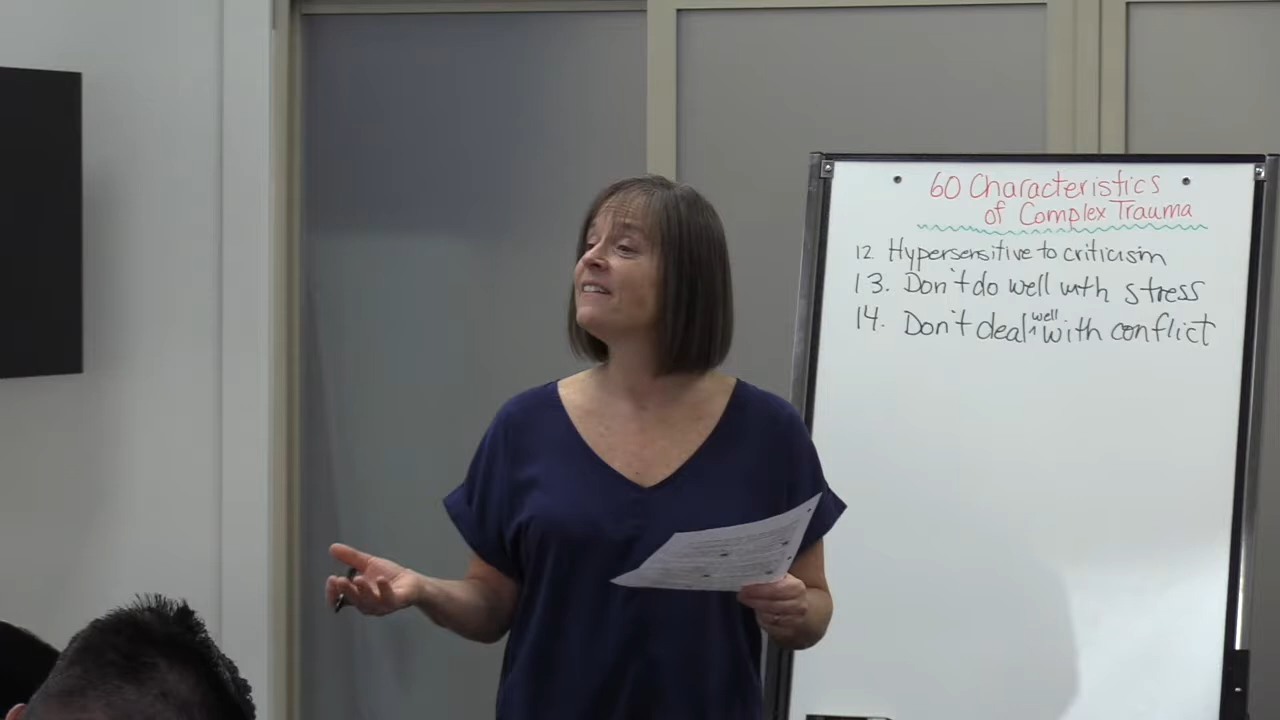 60 Characteristics
of Complex Trauma
12. Hypersensitive to criticism
13. Don't do well with stress
14. Don't deal well with conflict